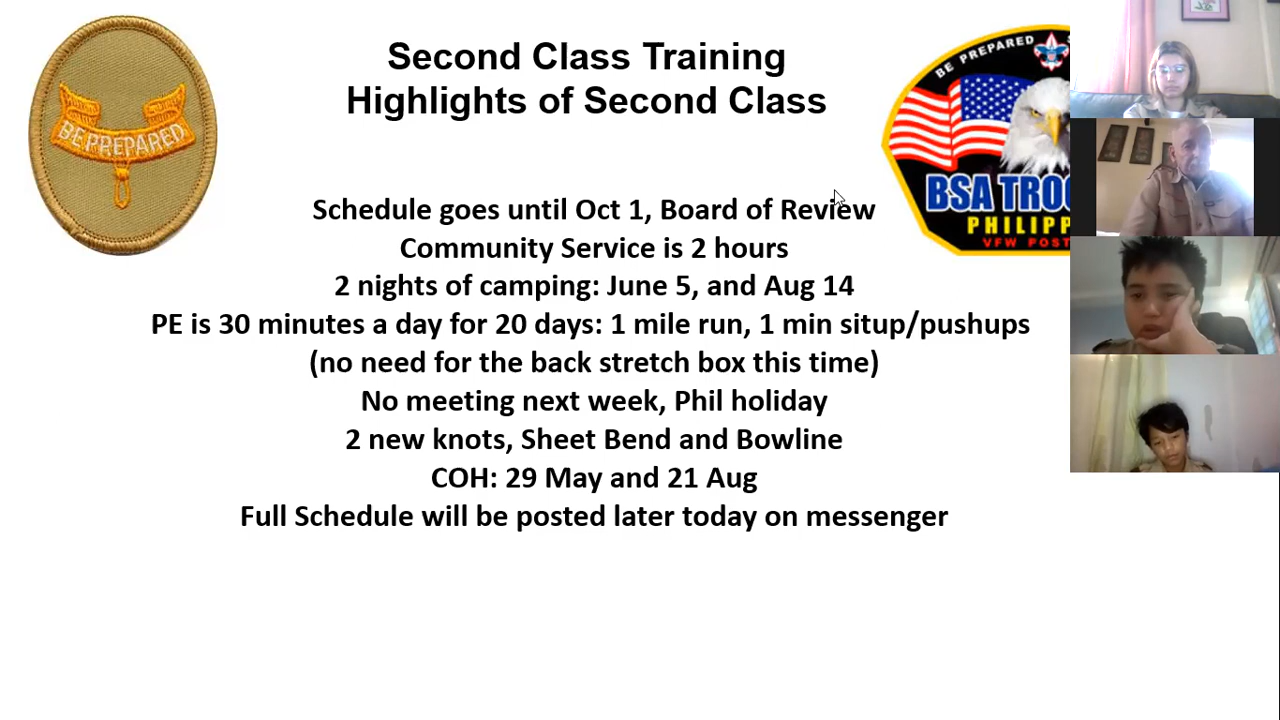 Second Class Training
Highlights of Second Class
BE PREPARED
BE PREPARED
BSA TROO
PHILIPP
VFW POST
Schedule goes until Oct 1, Board of Review
Community Service is 2 hours
2 nights of camping: June 5, and Aug 14
PE is 30 minutes a day for 20 days: 1 mile run, 1 min situp/pushups
(no need for the back stretch box this time)
No meeting next week, Phil holiday
2 new knots, Sheet Bend and Bowline
COH: 29 May and 21 Aug
Full Schedule will be posted later today on messenger